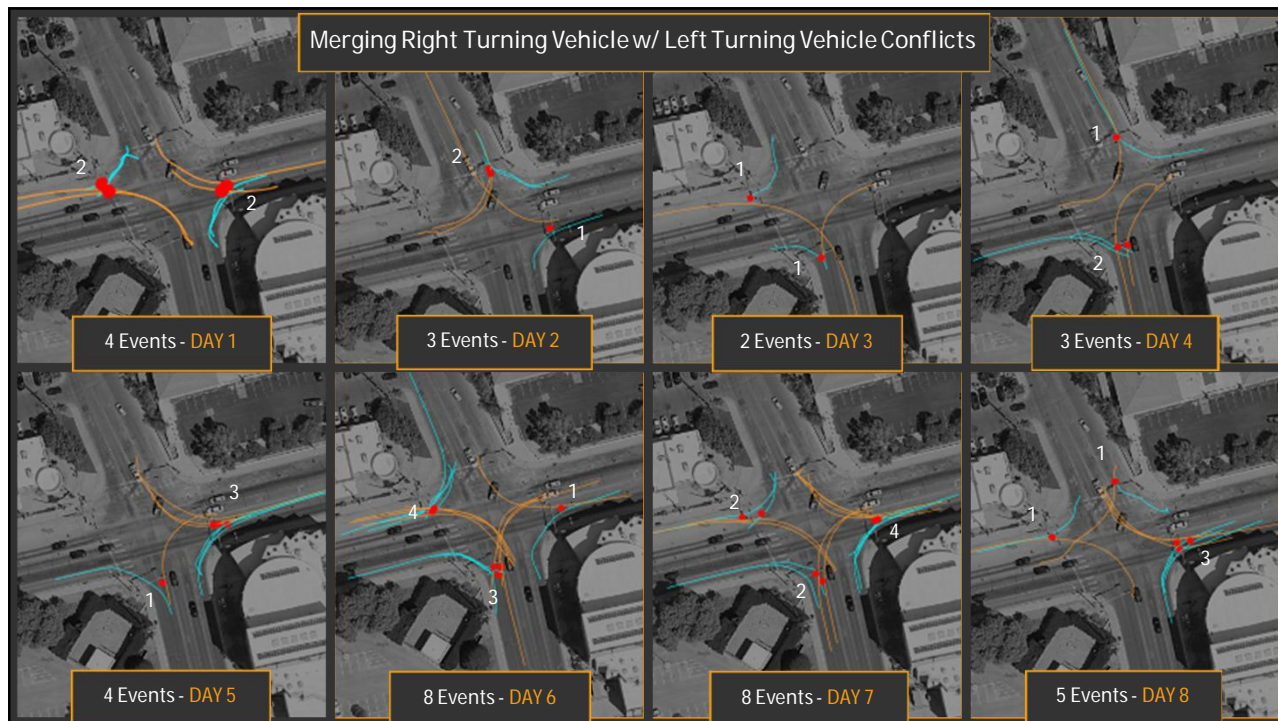 Merging Right Turning Vehicle w/ Left Turning Vehicle Conflicts
2
2
4 Events - DAY 1
2
1
3 Events - DAY 2
1
1
2 Events - DAY 3
1
2
3 Events - DAY 4
3
1
4 Events - DAY 5
1
4
3
8 Events - DAY 6
2
4
2
8 Events - DAY 7
1
1
3
5 Events - DAY 8